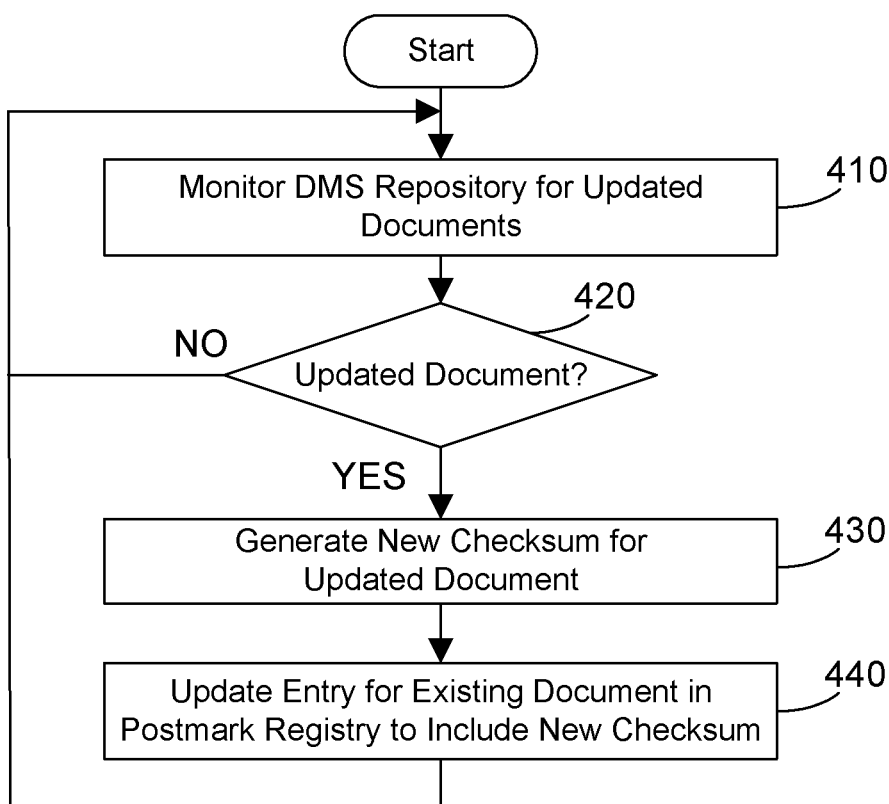 Start
Monitor DMS Repository for Updated
Documents
410
420
NO
Updated Document?
YES
Generate New Checksum for
Updated Document
430
Update Entry for Existing Document in
Postmark Registry to Include New Checksum
440